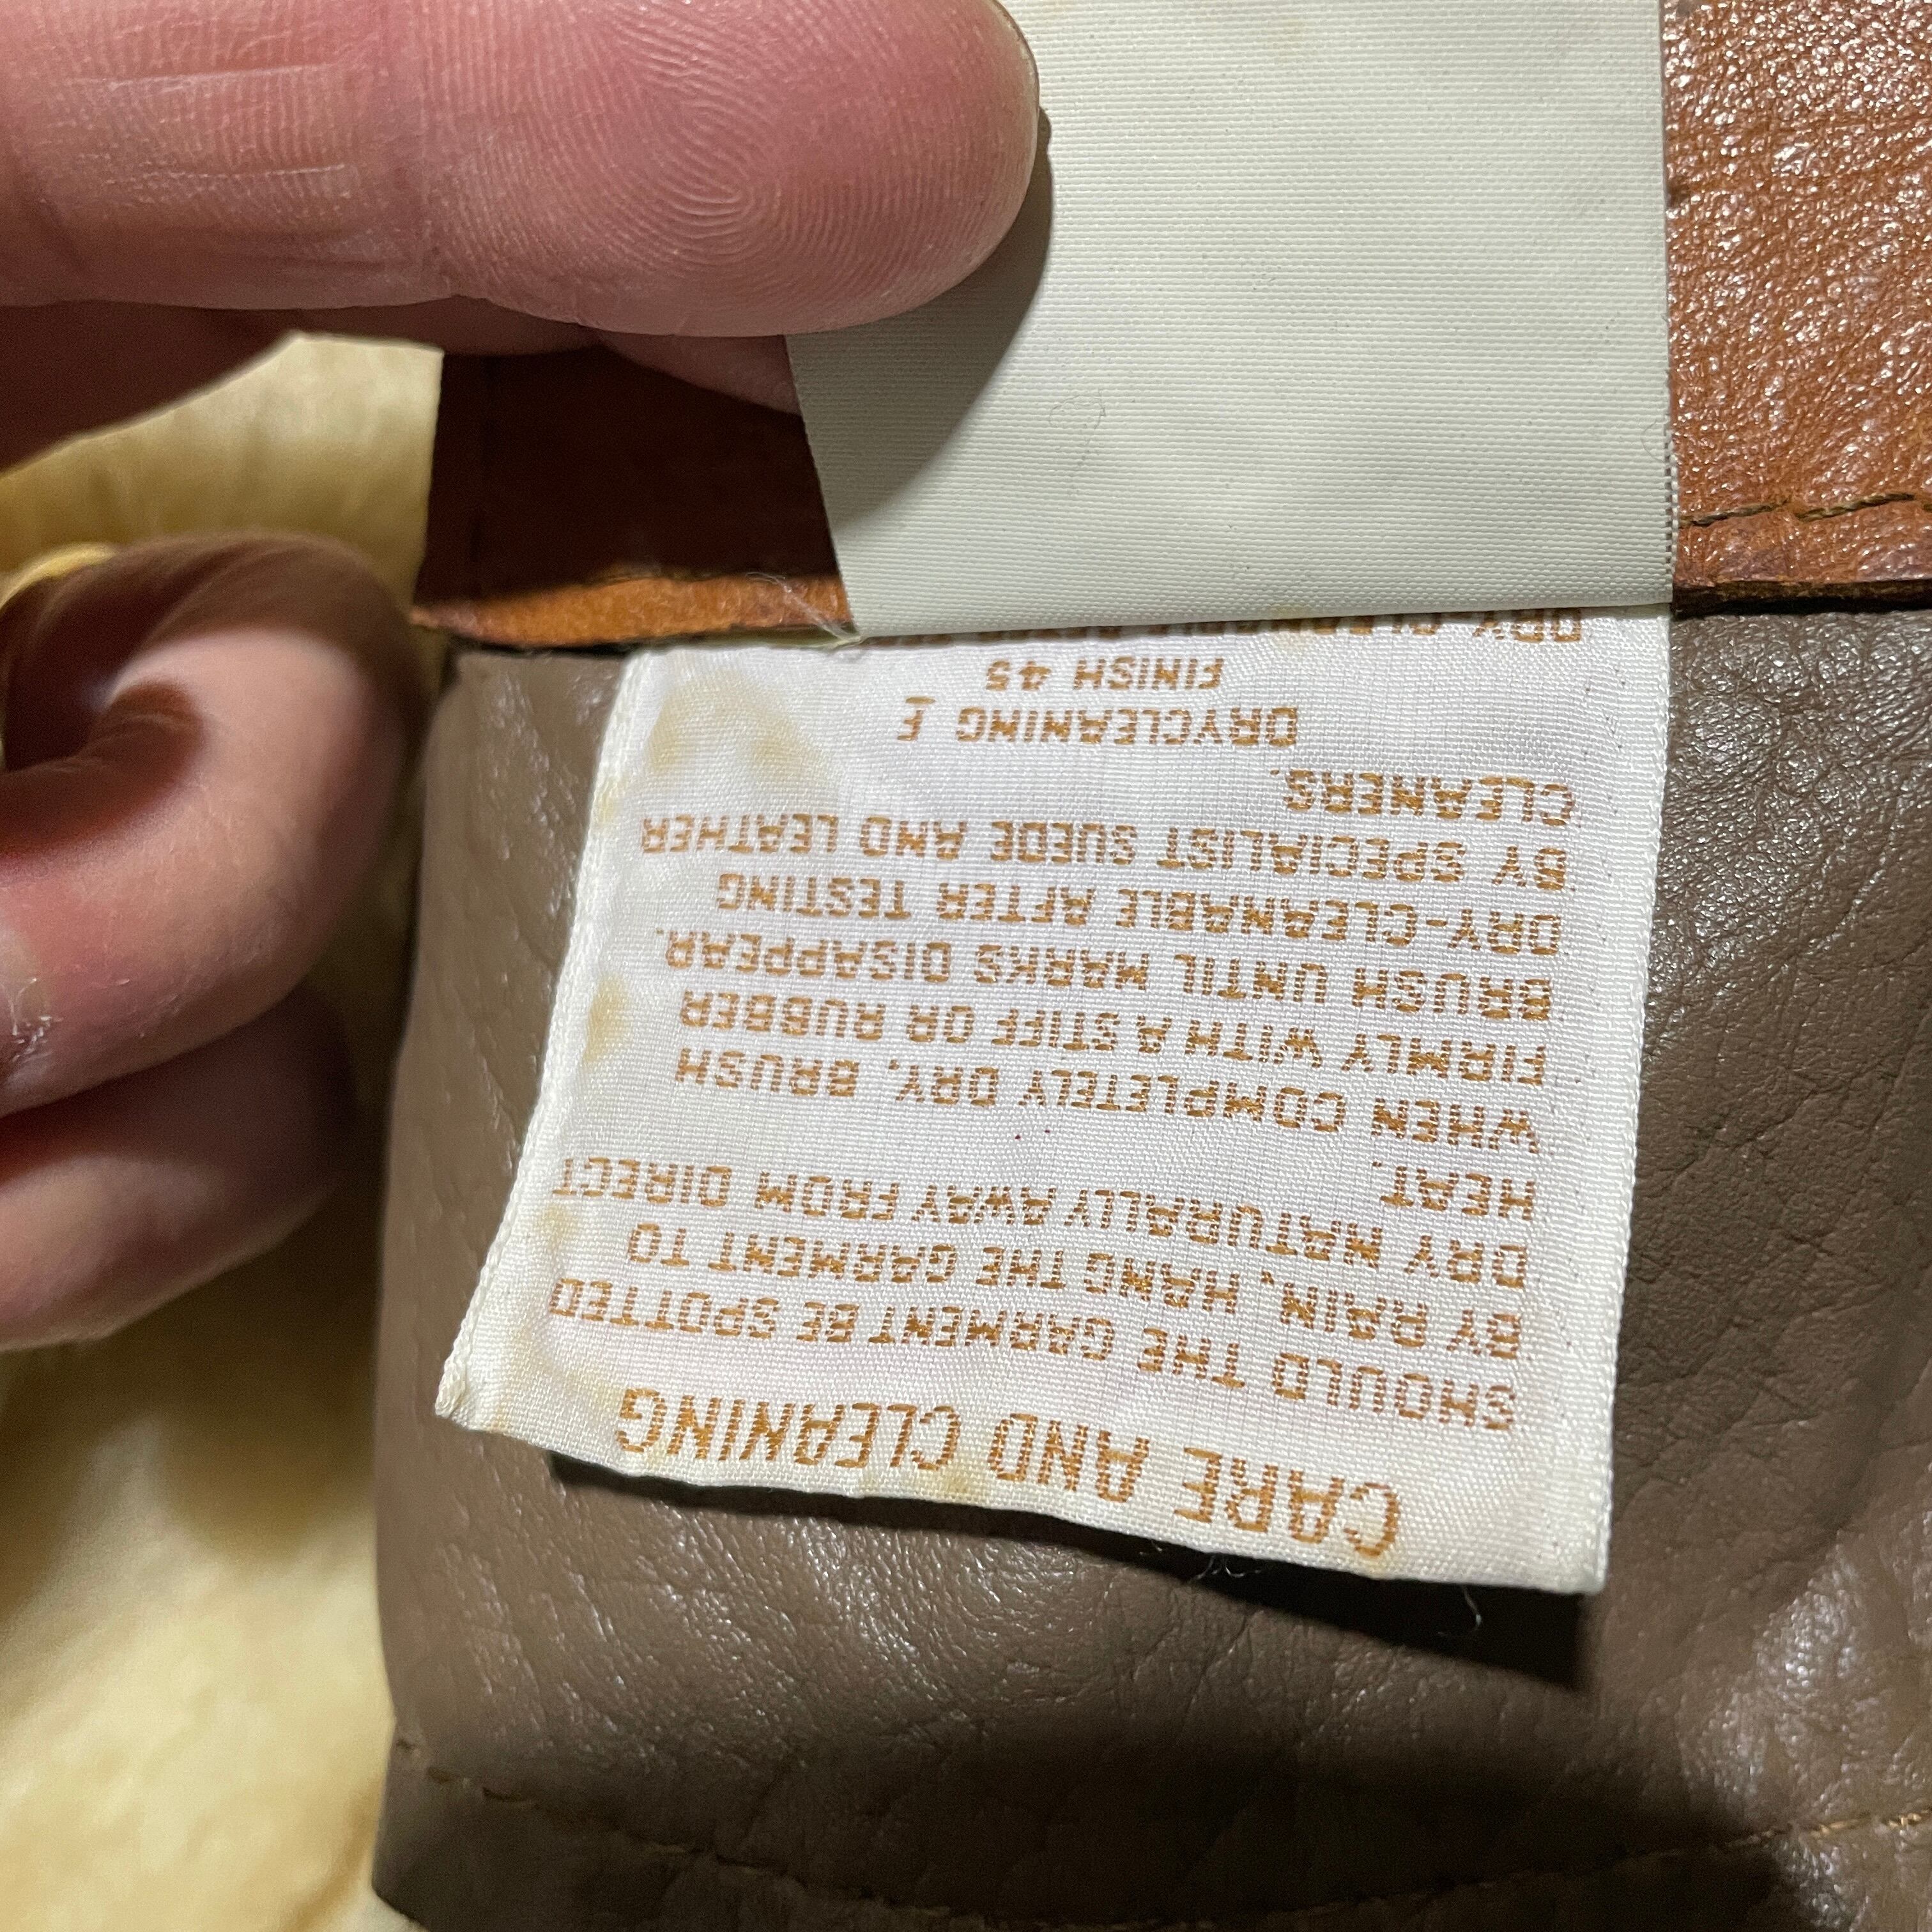 CARE AND CLEANING
SHOULD THE GARMENT BE SPOTTED
BY RAIN, HANG THE GARMENT TO
DRY NATURALLY AWAY FROM DIRECT
HEAT.
WHEN COMPLETELY DRY, BRUSH
FIRMLY WITH A STIFF OR RUBBER
BRUSH UNTIL MARKS DISAPPEAR.
DRY-CLEANABLE AFTER TESTING
BY SPECIALIST SUEDE AND LEATHER
CLEANERS.
DRYCLEANING F
FINISH 45